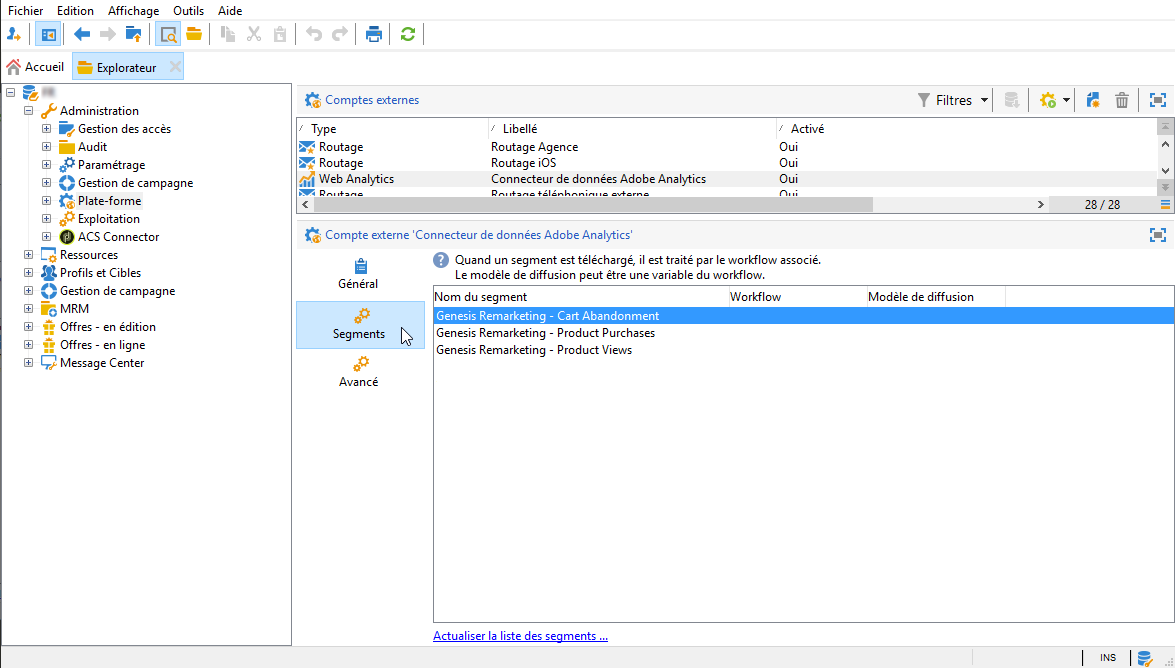 Fichier Edition Affichage Outils Aide
Accueil Explorateur
Administration
Gestion des accès
Audit
Paramétrage
Gestion de campagne
Plate-forme
Exploitation
ACS Connector
Ressources
Profils et Cibles
Gestion de campagne
MRM
Offres - en édition
Offres - en ligne
Message Center
Comptes externes Filtres
Type Libellé Activé
Routage Routage Agence Oui
Routage Routage iOS Oui
Web Analytics Connecteur de données Adobe Analytics Oui
Routage Routage téléphonique externe Oui
28 / 28
Compte externe 'Connecteur de données Adobe Analytics'
Général
Segments
Avancé
Quand un segment est téléchargé, il est traité par le workflow associé.
Le modèle de diffusion peut être une variable du workflow.
Nom du segment Workflow Modèle de diffusion
Genesis Remarketing - Cart Abandonment
Genesis Remarketing - Product Purchases
Genesis Remarketing - Product Views
Actualiser la liste des segments ...
INS